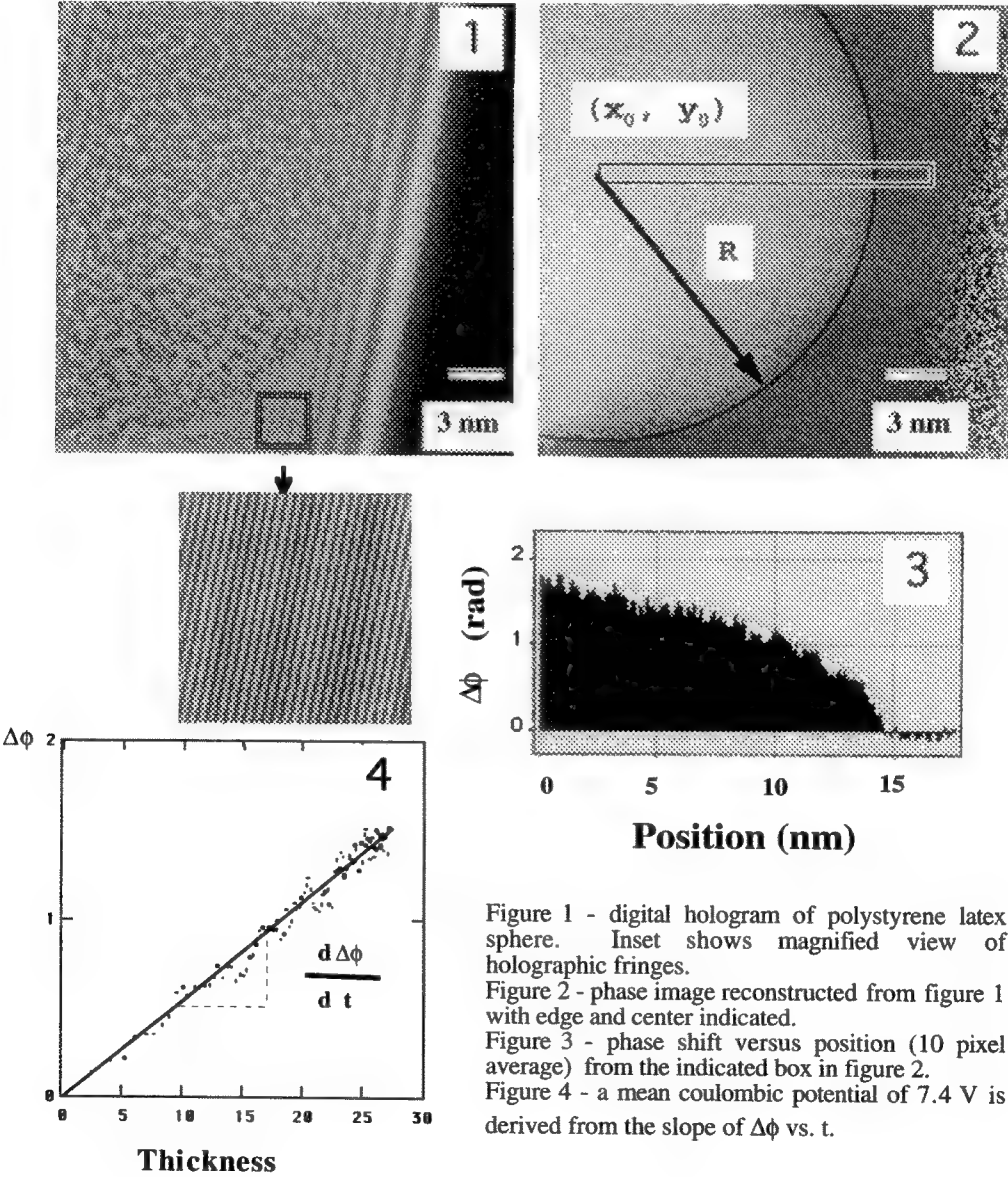 1
3 nm
2
(x₀, y₀)
R
3 nm
3
Δϕ (rad)
2
1
0
0 5 10 15
Position (nm)
4
Δϕ
2
1
0
d Δϕ
d t
0 5 10 15 20 25 30
Thickness
Figure 1 - digital hologram of polystyrene latex
sphere. Inset shows magnified view of
holographic fringes.
Figure 2 - phase image reconstructed from figure 1
with edge and center indicated.
Figure 3 - phase shift versus position (10 pixel
average) from the indicated box in figure 2.
Figure 4 - a mean coulombic potential of 7.4 V is
derived from the slope of Δϕ vs. t.